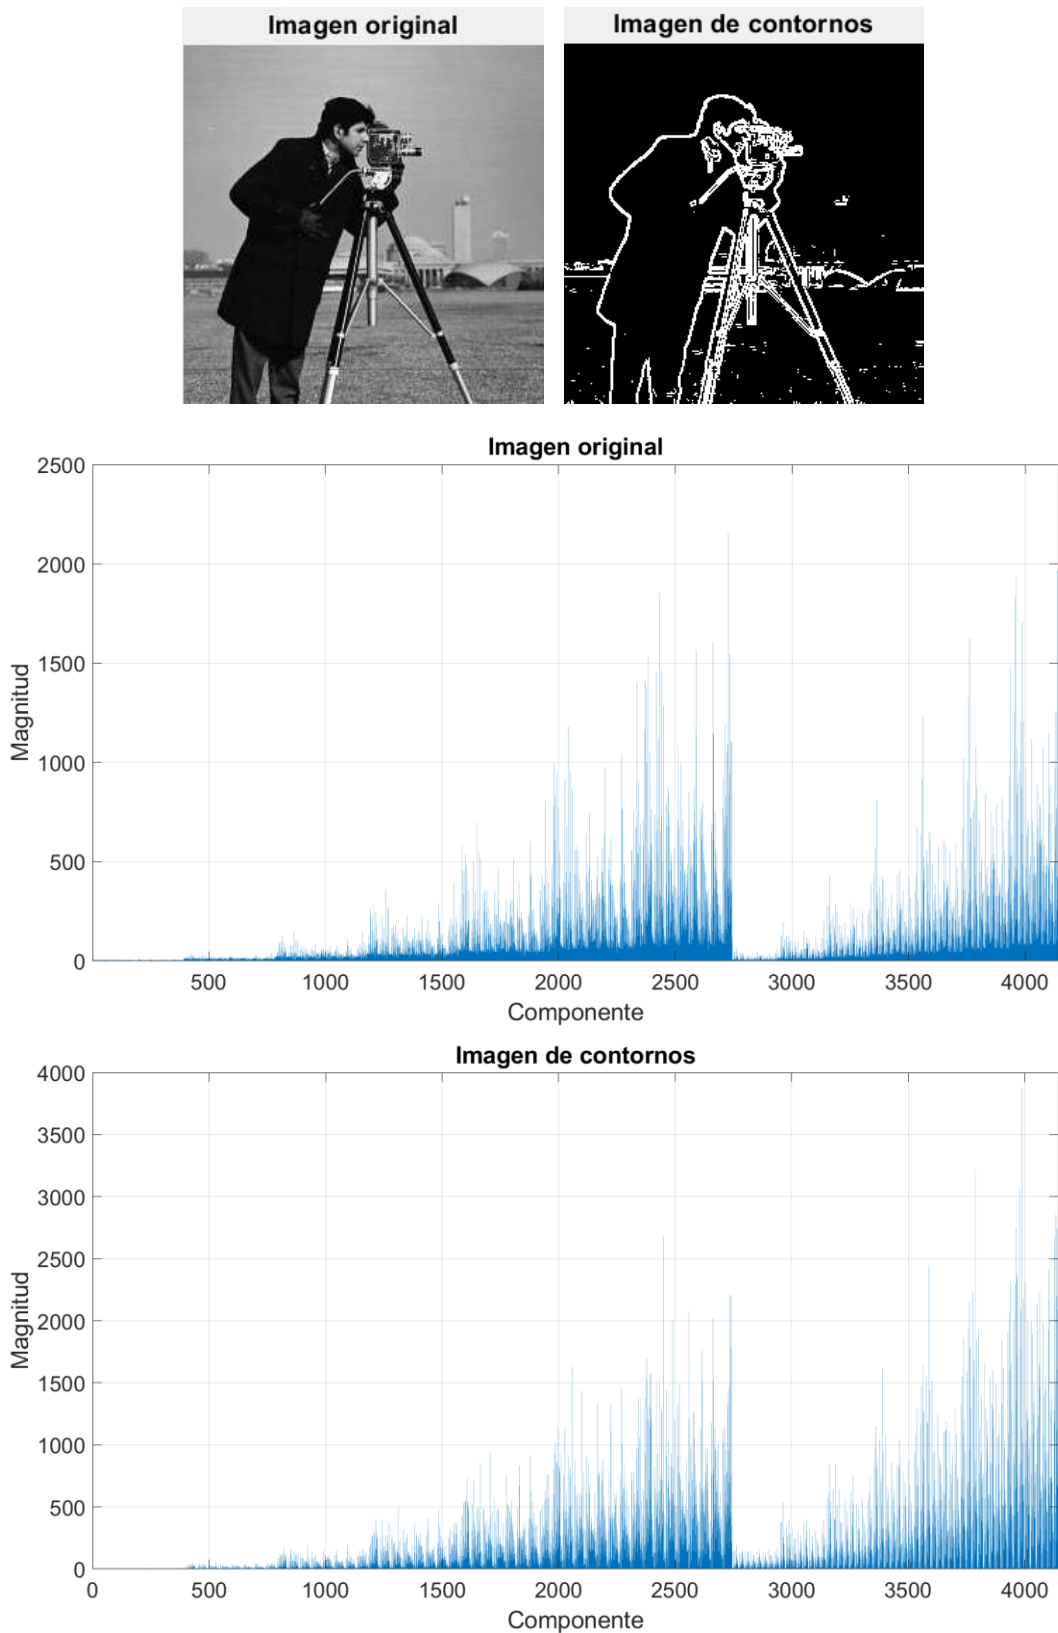 Imagen original
Imagen de contornos
Imagen original
2500
2000
1500
1000
500
0
Magnitud
500 1000 1500 2000 2500 3000 3500 4000
Componente
Imagen de contornos
4000
3500
3000
2500
2000
1500
1000
500
0
Magnitud
0 500 1000 1500 2000 2500 3000 3500 4000
Componente